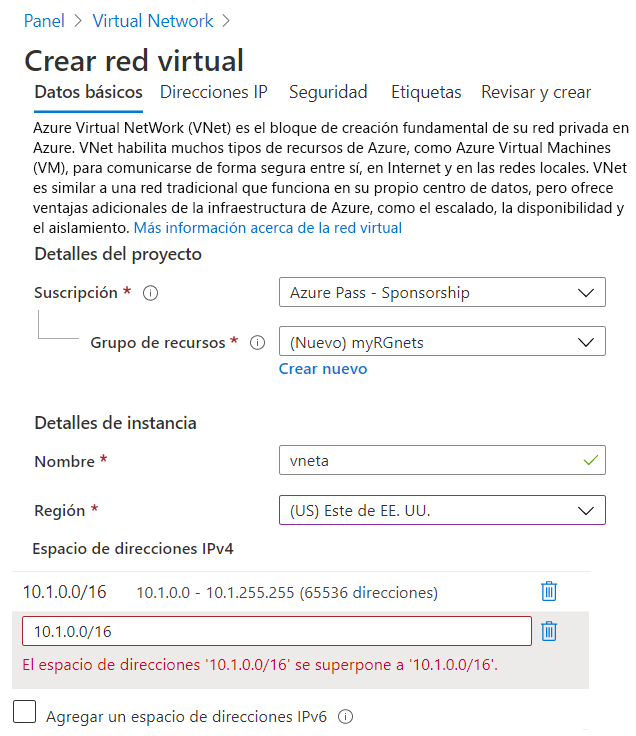 Panel > Virtual Network >
Crear red virtual
Datos básicos Direcciones IP Seguridad Etiquetas Revisar y crear
Azure Virtual NetWork (VNet) es el bloque de creación fundamental de su red privada en
Azure. VNet habilita muchos tipos de recursos de Azure, como Azure Virtual Machines
(VM), para comunicarse de forma segura entre sí, en Internet y en las redes locales. VNet
es similar a una red tradicional que funciona en su propio centro de datos, pero ofrece
ventajas adicionales de la infraestructura de Azure, como el escalado, la disponibilidad y
el aislamiento. Más información acerca de la red virtual
Detalles del proyecto
Suscripción * Azure Pass - Sponsorship
Grupo de recursos * (Nuevo) myRGnets
Crear nuevo
Detalles de instancia
Nombre * vneta
Región * (US) Este de EE. UU.
Espacio de direcciones IPv4
10.1.0.0/16 10.1.0.0 - 10.1.255.255 (65536 direcciones)
10.1.0.0/16
El espacio de direcciones '10.1.0.0/16' se superpone a '10.1.0.0/16'.
Agregar un espacio de direcciones IPv6